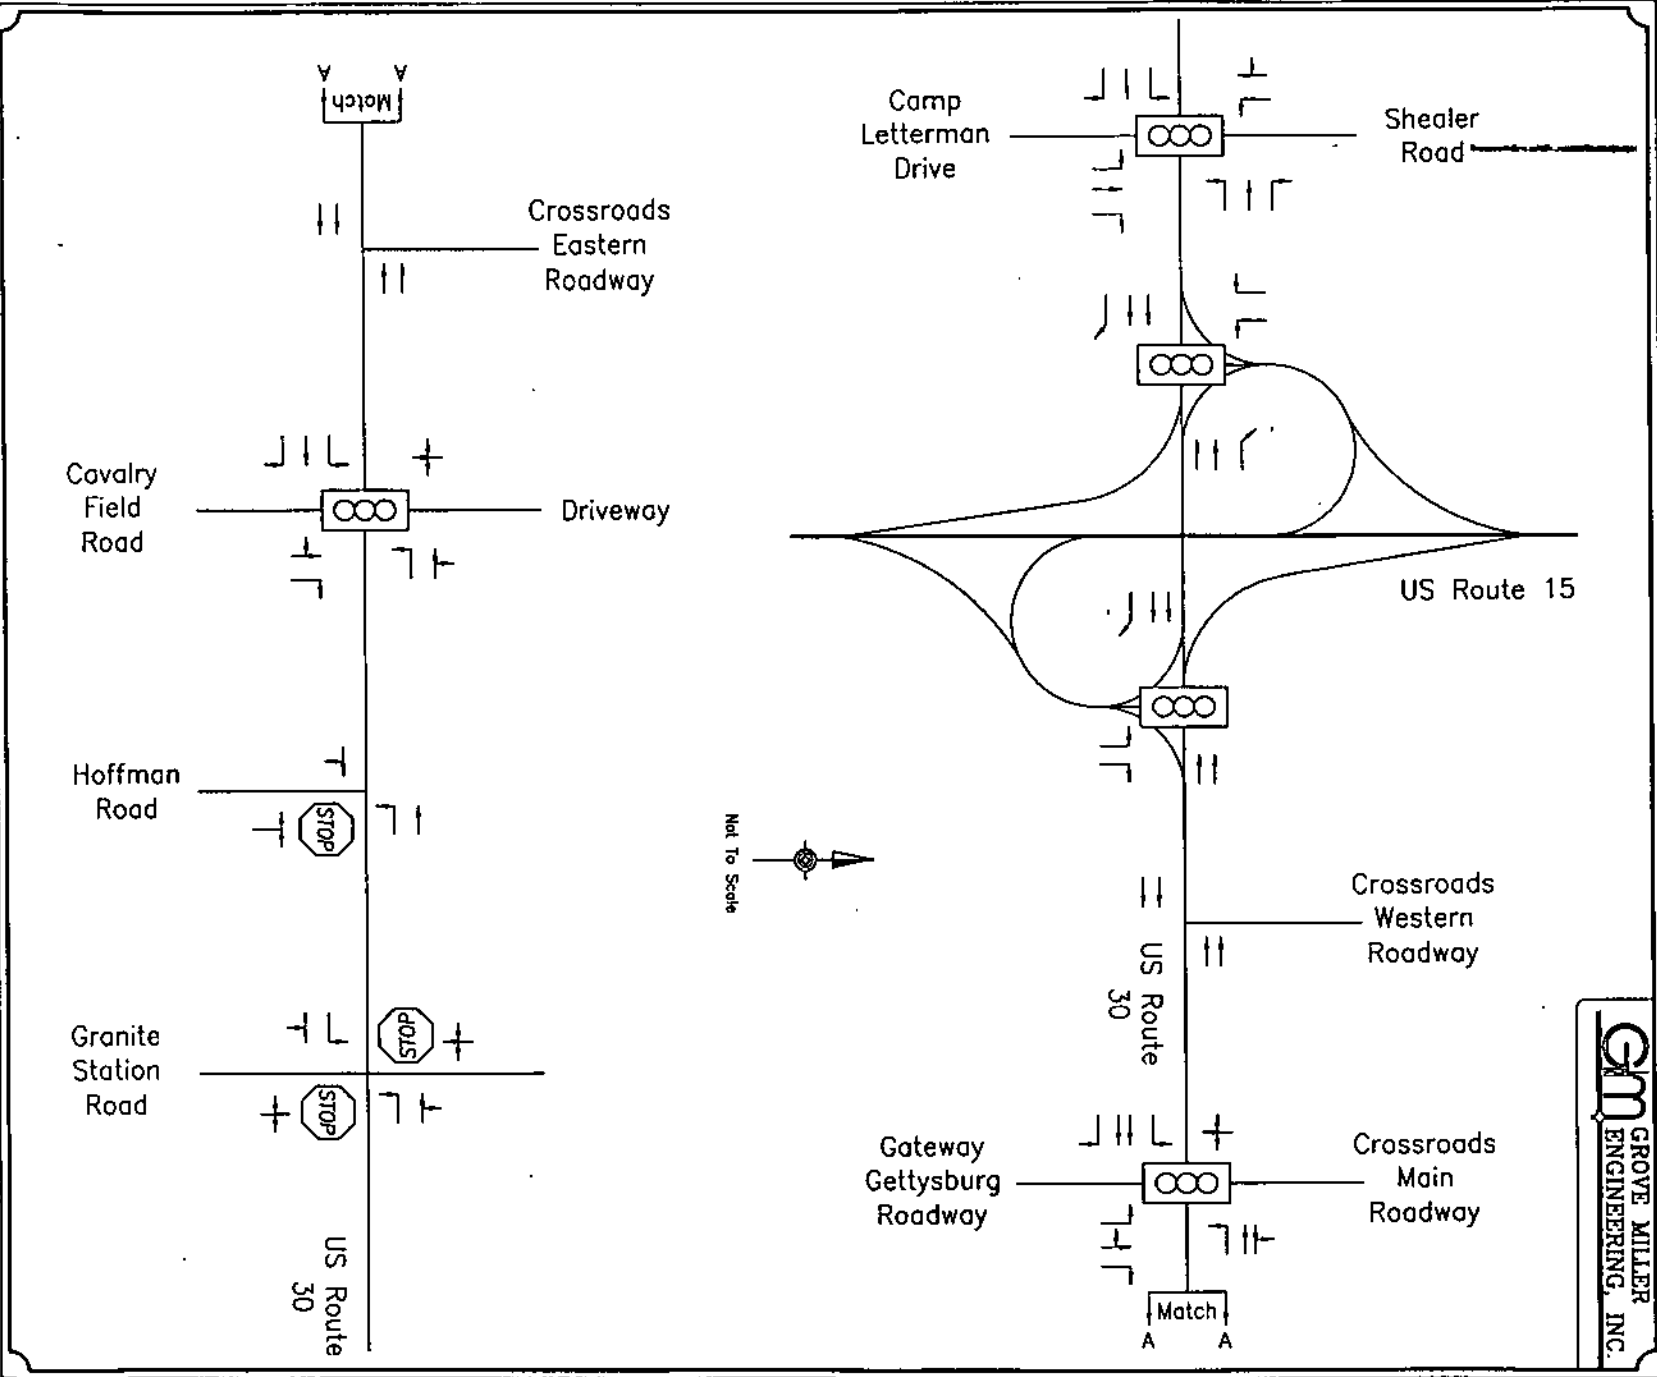 Match
A A
Crossroads
Eastern
Roadway
Cavalry
Field
Road
Driveway
Hoffman
Road
STOP
Granite
Station
Road
STOP
STOP
US Route
30
Camp
Letterman
Drive
Shealer
Road
US Route 15
Not To Scale
Crossroads
Western
Roadway
US Route
30
Gateway
Gettysburg
Roadway
Crossroads
Main
Roadway
Match
A A
Gm
GROVE MILLER
ENGINEERING, INC.